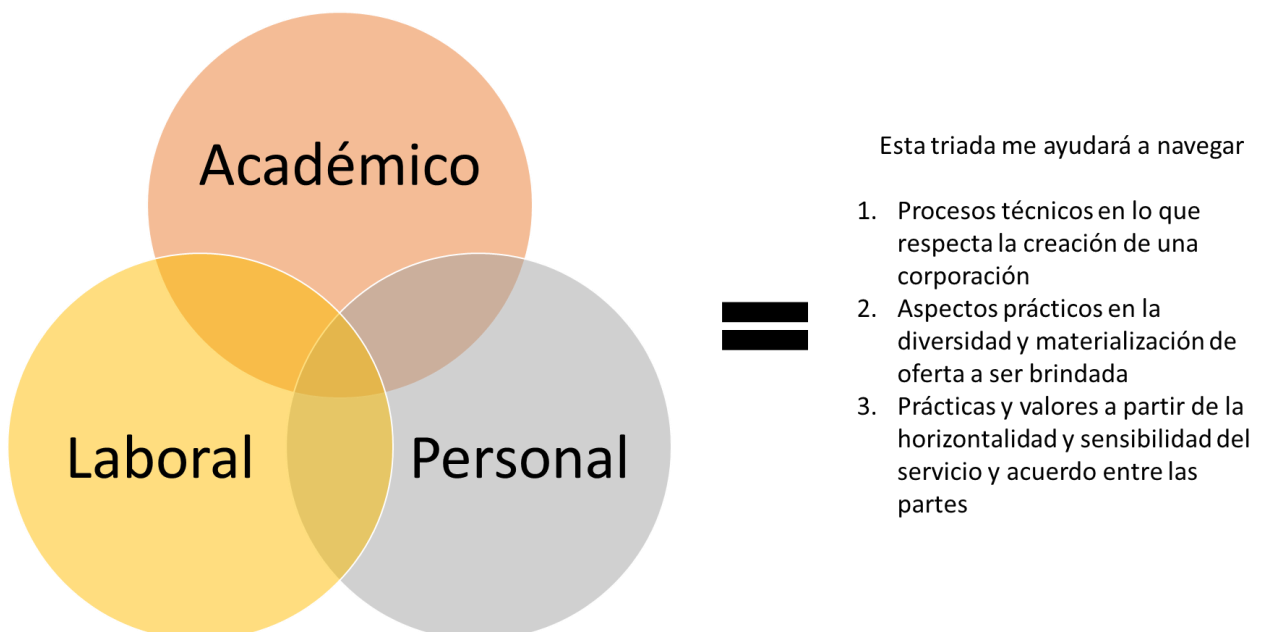 Académico
Laboral
Personal
Esta triada me ayudará a navegar
1. Procesos técnicos en lo que
respecta la creación de una
corporación
2. Aspectos prácticos en la
diversidad y materialización de
oferta a ser brindada
3. Prácticas y valores a partir de la
horizontalidad y sensibilidad del
servicio y acuerdo entre las
partes